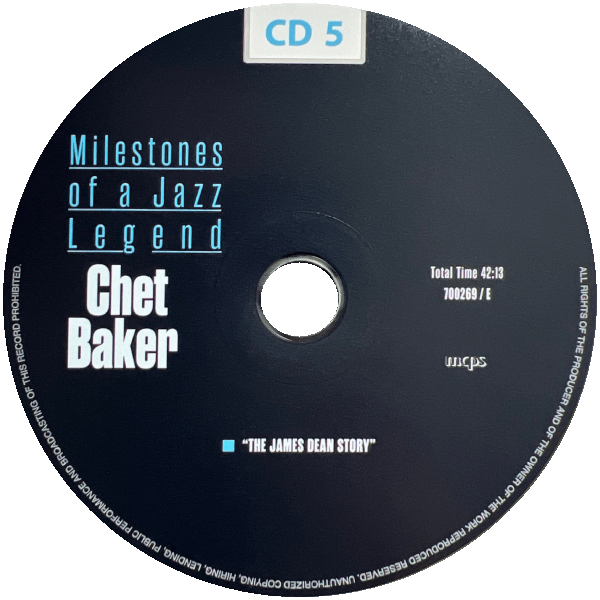 CD 5
Milestones
of a Jazz
Legend
Chet
Baker
Total Time 42:13
700269 / E
mcps
"THE JAMES DEAN STORY"
ALL RIGHTS OF THE PRODUCER AND OF THE OWNER OF THE WORK REPRODUCED RESERVED. UNAUTHORIZED COPYING, HIRING, LENDING, PUBLIC PERFORMANCE AND BROADCASTING OF THIS RECORD PROHIBITED.